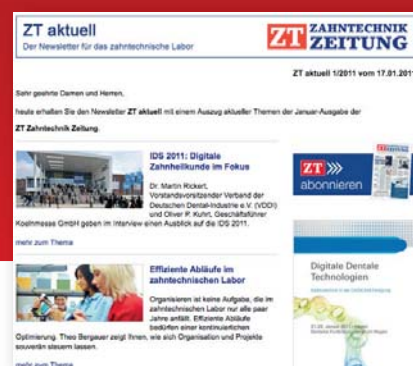 ZT aktuell
Der Newsletter für das zahntechnische Labor
ZT ZAHNTECHNIK
ZEITUNG
ZT aktuell 1/2011 vom 17.01.2011
Sehr geehrte Damen und Herren,
heute erhalten Sie den Newsletter ZT aktuell mit einem Auszug aktueller Themen der Januar-Ausgabe der
ZT Zahntechnik Zeitung.
IDS 2011: Digitale
Zahnheilkunde im Fokus
Dr. Martin Rickert,
Vorstandsvorsitzender Verband der
Deutschen Dental-Industrie e.V. (VDDI)
und Oliver P. Kuhrt, Geschäftsführer
Koelnmesse GmbH geben im Interview einen Ausblick auf die IDS 2011.
mehr zum Thema
Effiziente Abläufe im
zahntechnischen Labor
Organisieren ist keine Aufgabe, die im
zahntechnischen Labor nur alle paar
Jahre anfällt. Effiziente Abläufe
bedürfen einer kontinuierlichen
Optimierung. Theo Bergauer zeigt Ihnen, wie sich Organisation und Projekte
souverän steuern lassen.
mehr zum Thema
ZT
abonnieren
Digitale Dentale
Technologien